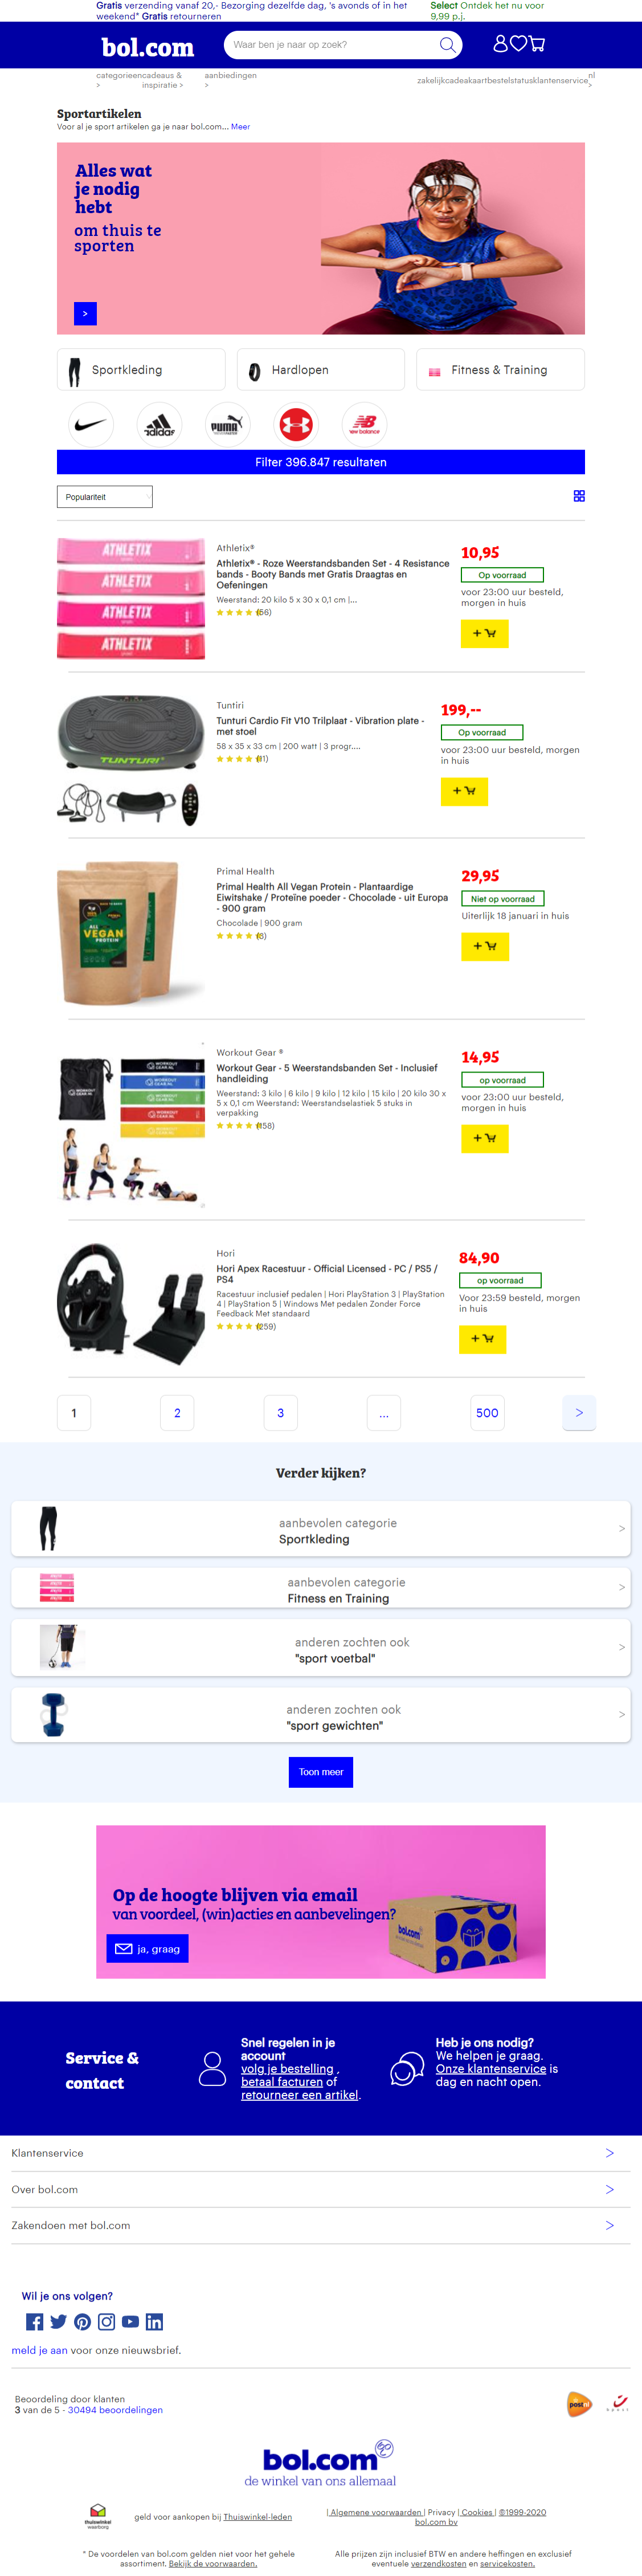 Gratis verzending vanaf 20,- Bezorging dezelfde dag, 's avonds of in het
weekend* Gratis retourneren
Select Ontdek het nu voor
9,99 p.j.
bol.com
Waar ben je naar op zoek?
categorieen
>
cadeaus &
inspiratie >
aanbiedingen
>
zakelijk
cadeakaart
bestelstatus
klantenservice
nl
>
Sportartikelen
Voor al je sport artikelen ga je naar bol.com... Meer
Alles wat
je nodig
hebt
om thuis te
sporten
>
Sportkleding
Hardlopen
Fitness & Training
adidas
PUMA
new balance
Filter 396.847 resultaten
Populariteit
ATHLETIX
ATHLETIX
ATHLETIX
ATHLETIX
Athletix®
Athletix® - Roze Weerstandsbanden Set - 4 Resistance
bands - Booty Bands met Gratis Draagtas en
Oefeningen
Weerstand: 20 kilo 5 x 30 x 0,1 cm |...
(56)
10,95
Op voorraad
voor 23:00 uur besteld,
morgen in huis
+
TUNTURI
Tuntiri
Tunturi Cardio Fit V10 Trilplaat - Vibration plate -
met stoel
58 x 35 x 33 cm | 200 watt | 3 progr....
(11)
199,--
Op voorraad
voor 23:00 uur besteld, morgen
in huis
+
ALL
VEGAN
PROTEIN
Primal Health
Primal Health All Vegan Protein - Plantaardige
Eiwitshake / Proteïne poeder - Chocolade - uit Europa
- 900 gram
Chocolade | 900 gram
(3)
29,95
Niet op voorraad
Uiterlijk 18 januari in huis
+
Workout Gear ®
Workout Gear - 5 Weerstandsbanden Set - Inclusief
handleiding
Weerstand: 3 kilo | 6 kilo | 9 kilo | 12 kilo | 15 kilo | 20 kilo 30 x
5 x 0,1 cm Weerstand: Weerstandselastiek 5 stuks in
verpakking
(158)
14,95
op voorraad
voor 23:00 uur besteld,
morgen in huis
+
Hori
Hori Apex Racestuur - Official Licensed - PC / PS5 /
PS4
Racestuur inclusief pedalen | Hori PlayStation 3 | PlayStation
4 | PlayStation 5 | Windows Met pedalen Zonder Force
Feedback Met standaard
(259)
84,90
op voorraad
Voor 23:59 besteld, morgen
in huis
+
1
2
3
...
500
>
Verder kijken?
aanbevolen categorie
Sportkleding
>
aanbevolen categorie
Fitness en Training
>
anderen zochten ook
"sport voetbal"
>
anderen zochten ook
"sport gewichten"
>
Toon meer
Op de hoogte blijven via email
van voordeel, (win)acties en aanbevelingen?
ja, graag
bol.com
Service &
contact
Snel regelen in je
account
volg je bestelling ,
betaal facturen of
retourneer een artikel.
Heb je ons nodig?
We helpen je graag.
Onze klantenservice is
dag en nacht open.
Klantenservice
>
Over bol.com
>
Zakendoen met bol.com
>
Wil je ons volgen?
meld je aan voor onze nieuwsbrief.
Beoordeling door klanten
3 van de 5 - 30494 beoordelingen
postnl
bpost
bol.com
de winkel van ons allemaal
thuiswinkel
waarborg
geld voor aankopen bij Thuiswinkel-leden
| Algemene voorwaarden | Privacy | Cookies | ©1999-2020
bol.com bv
* De voordelen van bol.com gelden niet voor het gehele
assortiment. Bekijk de voorwaarden.
Alle prijzen zijn inclusief BTW en andere heffingen en exclusief
eventuele verzendkosten en servicekosten.